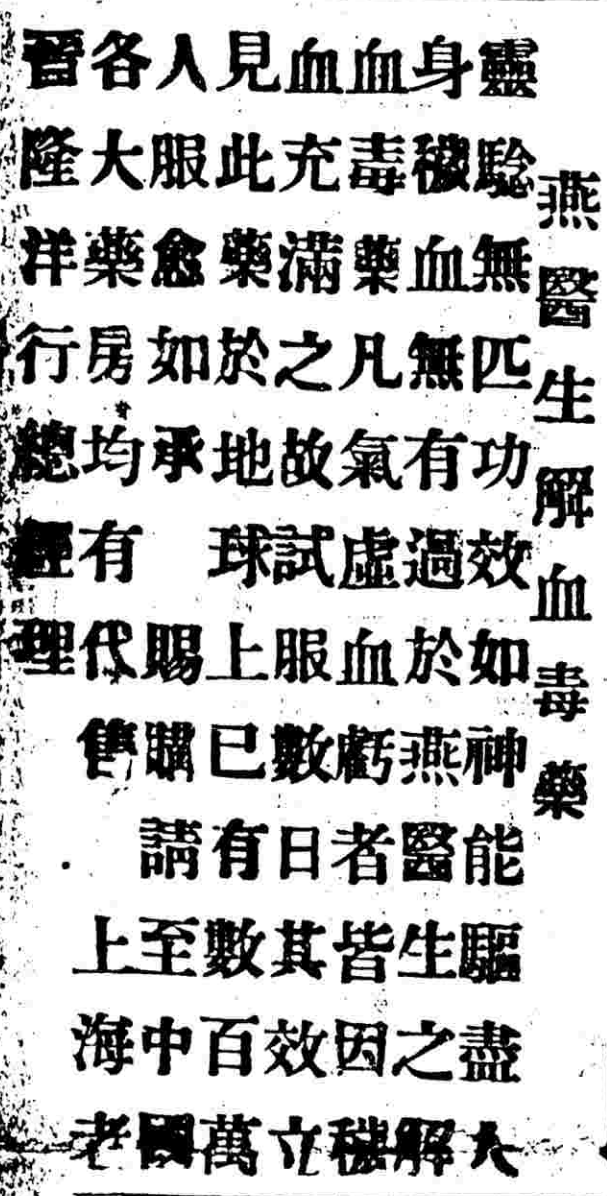 燕醫生解血毒藥
靈騐無匹功效如神能驅盡人
身穢血無有過於燕醫生之解
血毒藥凡氣虛血虧者皆因穢
血充滿之故試服數日其效立
見此藥於地球上已有數百萬
人服愈如承　賜購請至中國
各大藥房均有代售　上海老
晉隆洋行總經理